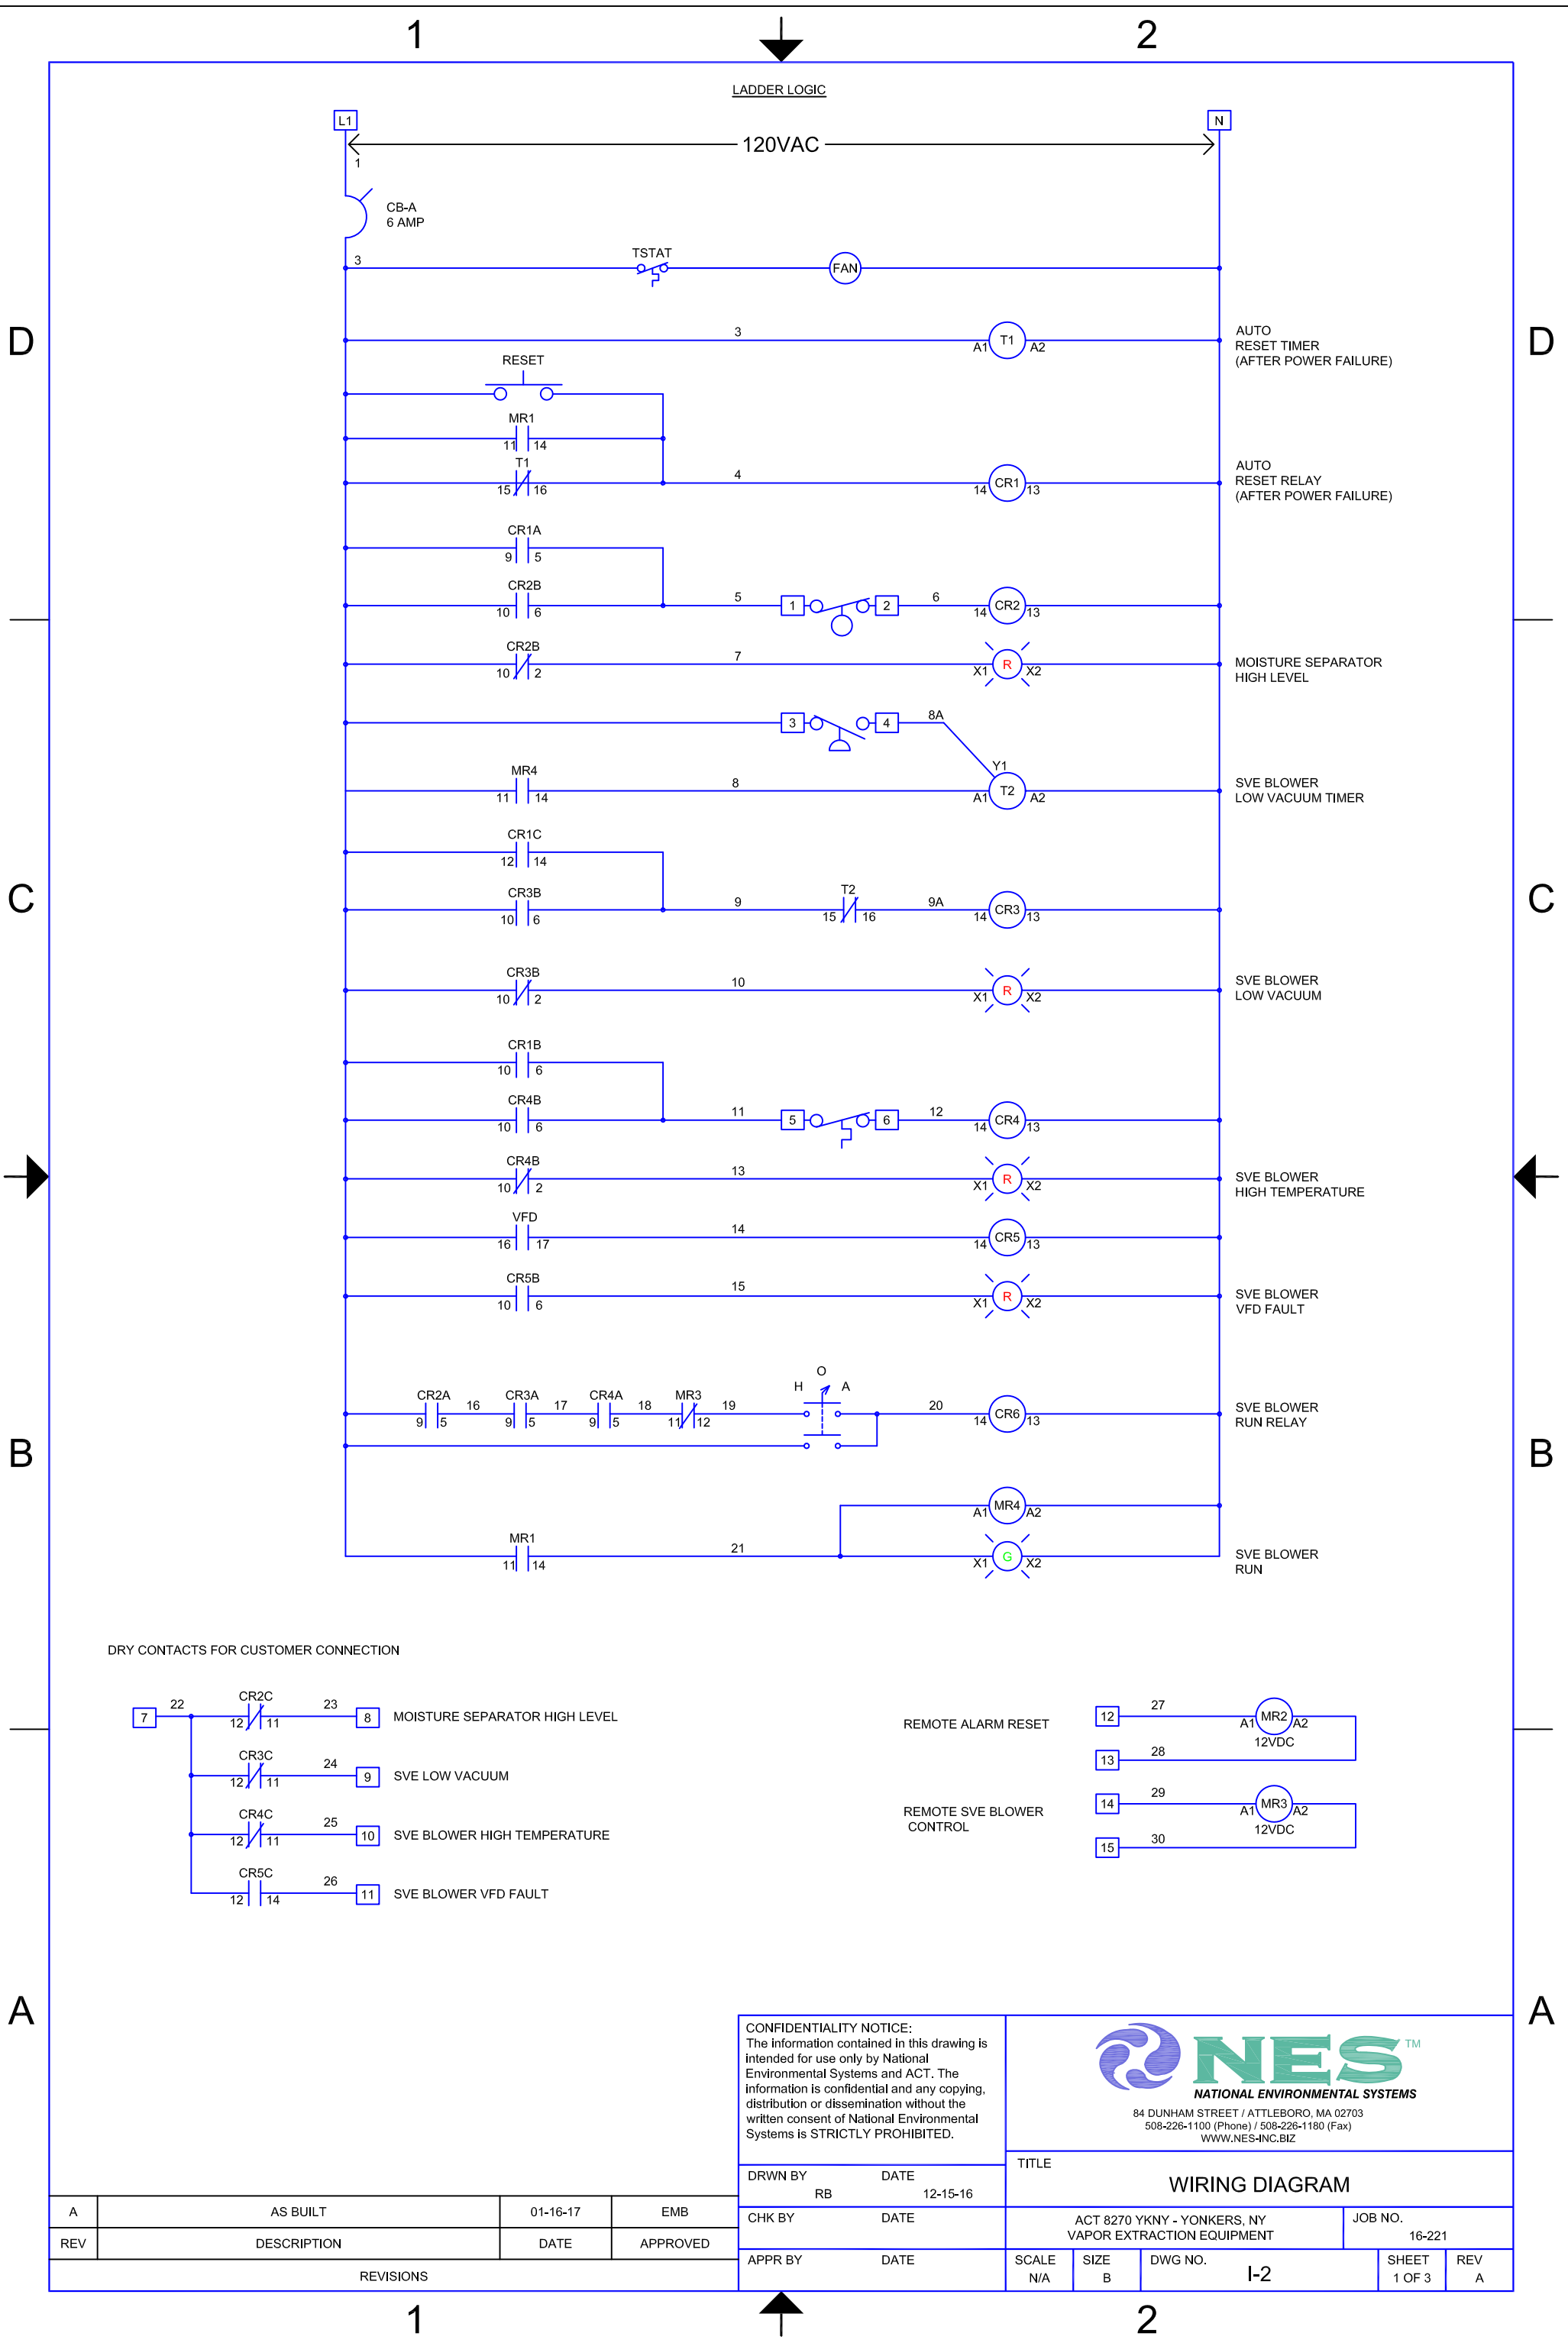 1
2
LADDER LOGIC
L1
N
120VAC
1
CB-A
6 AMP
3
TSTAT
FAN
D
D
3
A1 T1 A2
AUTO
RESET TIMER
(AFTER POWER FAILURE)
RESET
MR1
11 14
T1
15 16
4
14 CR1 13
AUTO
RESET RELAY
(AFTER POWER FAILURE)
CR1A
9 5
CR2B
10 6
5
1 2
6
14 CR2 13
CR2B
10 2
7
X1 R X2
MOISTURE SEPARATOR
HIGH LEVEL
3 4
8A
Y1
MR4
11 14
8
A1 T2 A2
SVE BLOWER
LOW VACUUM TIMER
CR1C
12 14
C
C
CR3B
10 6
9
T2
15 16
9A
14 CR3 13
CR3B
10 2
10
X1 R X2
SVE BLOWER
LOW VACUUM
CR1B
10 6
CR4B
10 6
11
5 6
12
14 CR4 13
CR4B
10 2
13
X1 R X2
SVE BLOWER
HIGH TEMPERATURE
VFD
16 17
14
14 CR5 13
CR5B
10 6
15
X1 R X2
SVE BLOWER
VFD FAULT
H O A
CR2A
9 5
16
CR3A
9 5
17
CR4A
9 5
18
MR3
11 12
19
20
14 CR6 13
SVE BLOWER
RUN RELAY
B
B
A1 MR4 A2
MR1
11 14
21
X1 G X2
SVE BLOWER
RUN
DRY CONTACTS FOR CUSTOMER CONNECTION
7
22
CR2C
12 11
23
8
MOISTURE SEPARATOR HIGH LEVEL
CR3C
12 11
24
9
SVE LOW VACUUM
CR4C
12 11
25
10
SVE BLOWER HIGH TEMPERATURE
CR5C
12 14
26
11
SVE BLOWER VFD FAULT
REMOTE ALARM RESET
12
27
A1 MR2 A2
12VDC
13
28
REMOTE SVE BLOWER
CONTROL
14
29
A1 MR3 A2
12VDC
15
30
A
A
CONFIDENTIALITY NOTICE:
The information contained in this drawing is
intended for use only by National
Environmental Systems and ACT. The
information is confidential and any copying,
distribution or dissemination without the
written consent of National Environmental
Systems is STRICTLY PROHIBITED.
NES™
NATIONAL ENVIRONMENTAL SYSTEMS
84 DUNHAM STREET / ATTLEBORO, MA 02703
508-226-1100 (Phone) / 508-226-1180 (Fax)
WWW.NES-INC.BIZ
TITLE
WIRING DIAGRAM
DRWN BY DATE
RB 12-15-16
CHK BY DATE
APPR BY DATE
ACT 8270 YKNY - YONKERS, NY
VAPOR EXTRACTION EQUIPMENT
JOB NO.
16-221
SCALE
N/A
SIZE
B
DWG NO.
I-2
SHEET
1 OF 3
REV
A
A AS BUILT 01-16-17 EMB
REV DESCRIPTION DATE APPROVED
REVISIONS
1
2